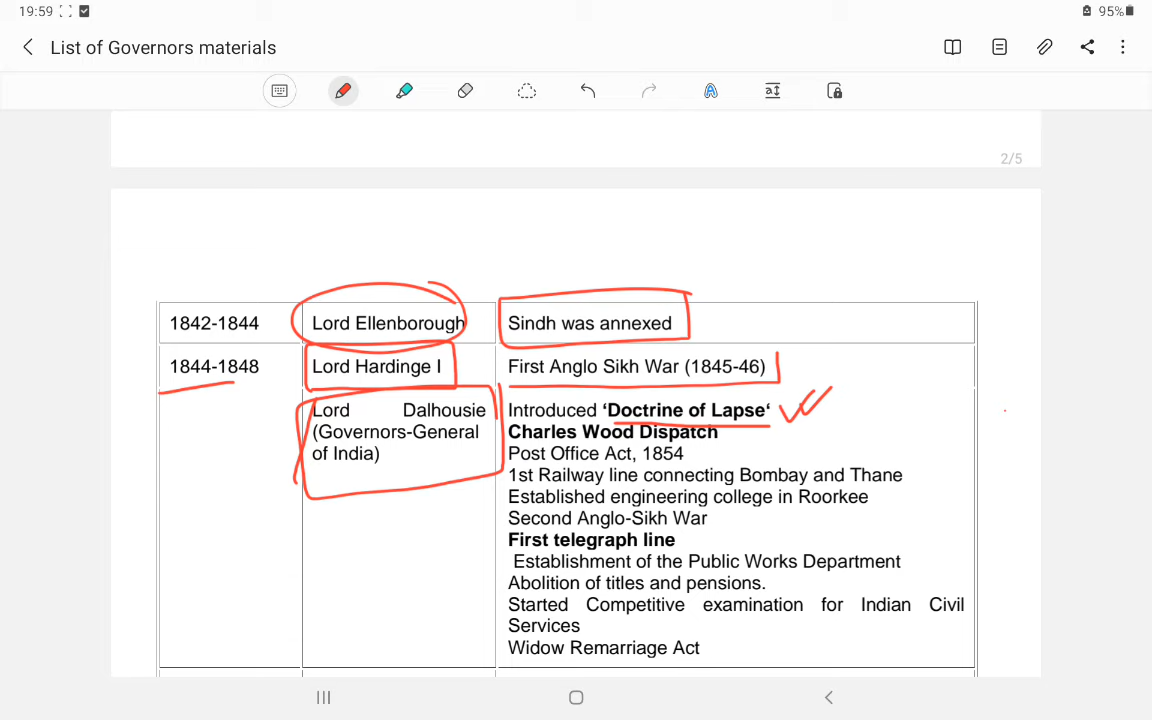 19:59
95%
List of Governors materials
2/5
1842-1844 Lord Ellenborough Sindh was annexed
1844-1848 Lord Hardinge I First Anglo Sikh War (1845-46)
Lord Dalhousie
(Governors-General
of India)
Introduced ‘Doctrine of Lapse‘
Charles Wood Dispatch
Post Office Act, 1854
1st Railway line connecting Bombay and Thane
Established engineering college in Roorkee
Second Anglo-Sikh War
First telegraph line
Establishment of the Public Works Department
Abolition of titles and pensions.
Started Competitive examination for Indian Civil
Services
Widow Remarriage Act